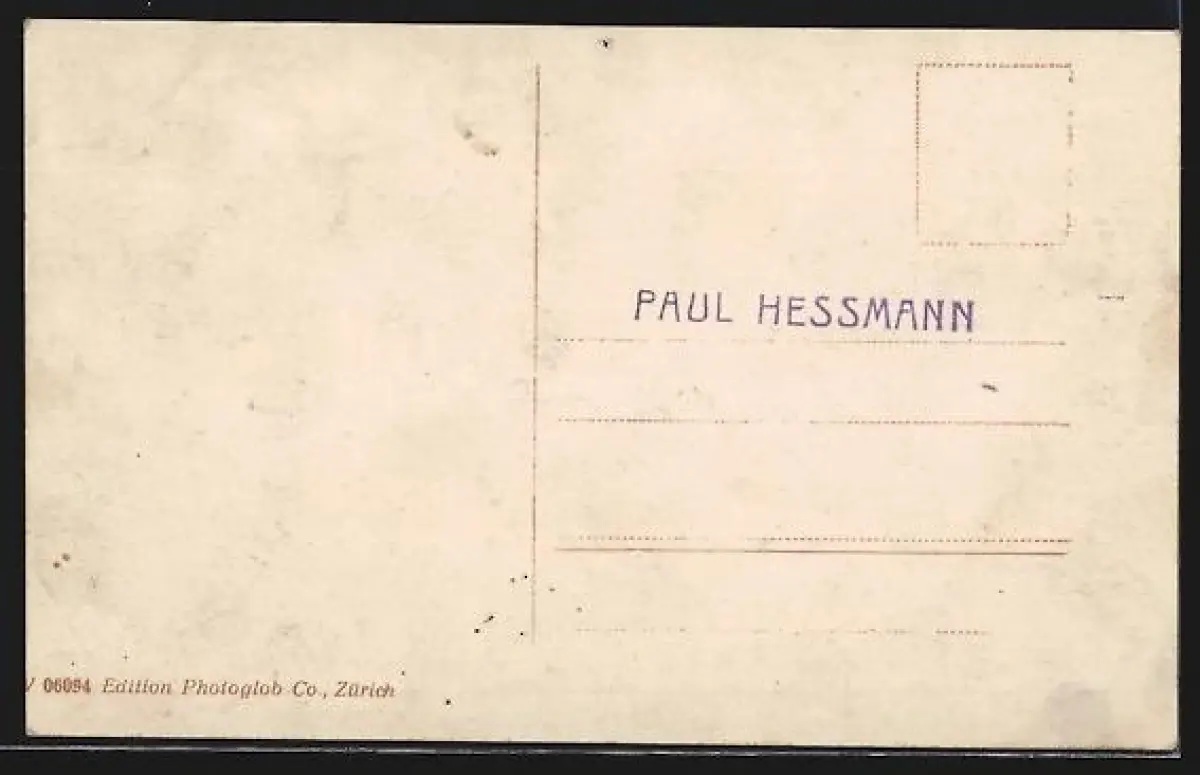 PAUL HESSMANN
V 06094 Edition Photoglob Co., Zürich